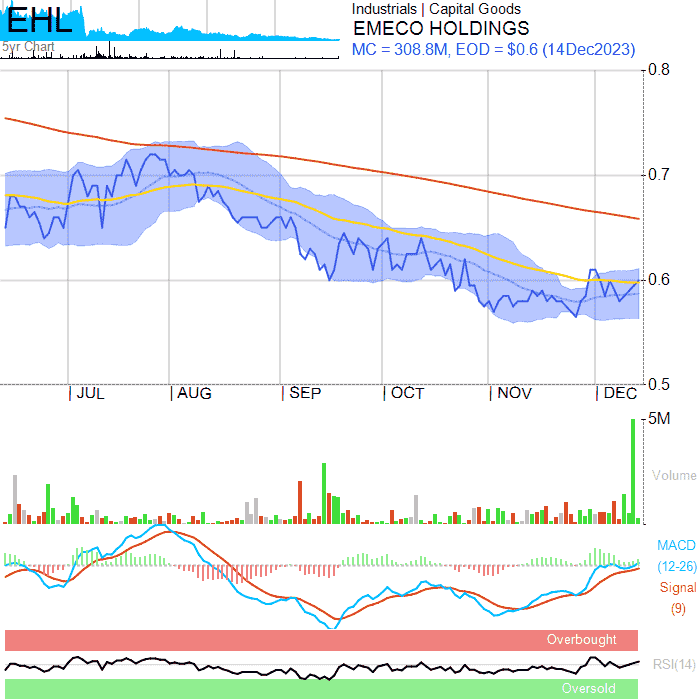 EHL
5yr Chart
Industrials | Capital Goods
EMECO HOLDINGS
MC = 308.8M, EOD = $0.6 (14Dec2023)
0.8
0.7
0.6
0.5
JUL AUG SEP OCT NOV DEC
5M
Volume
MACD
(12-26)
Signal
(9)
Overbought
RSI(14)
Oversold